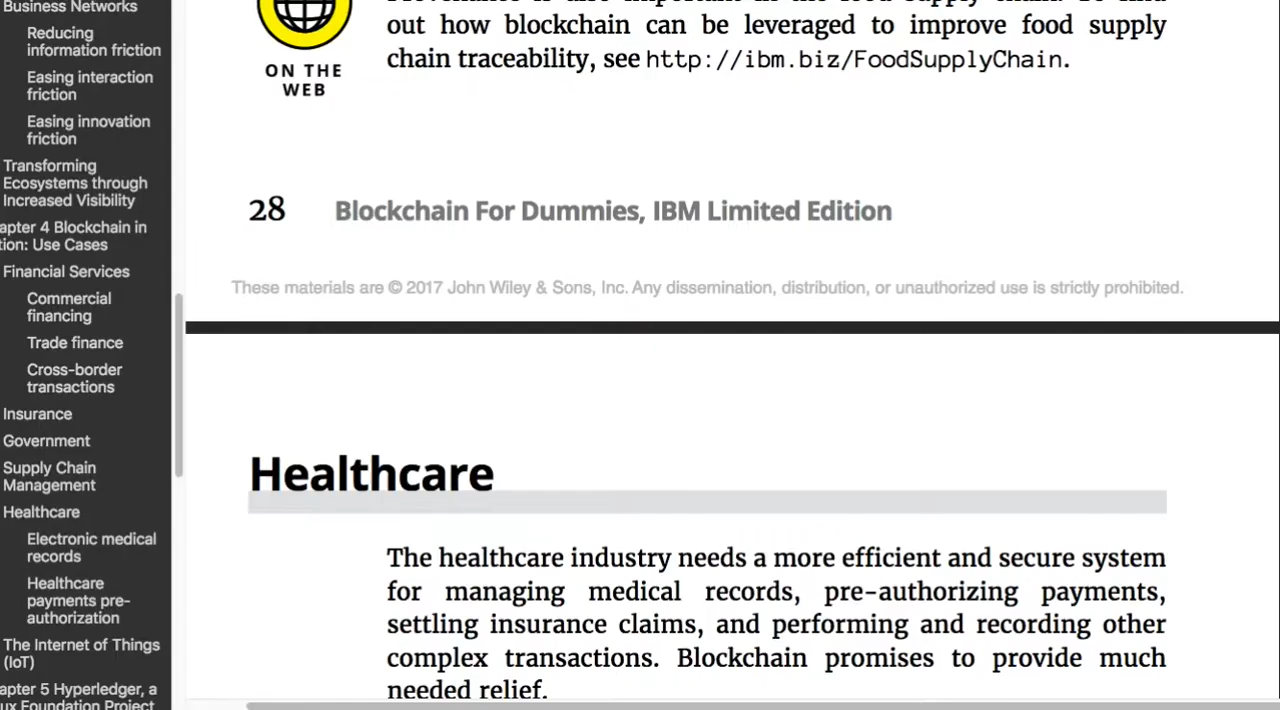 Business Networks
Reducing
information friction
Easing interaction
friction
Easing innovation
friction
Transforming
Ecosystems through
Increased Visibility
apter 4 Blockchain in
tion: Use Cases
Financial Services
Commercial
financing
Trade finance
Cross-border
transactions
Insurance
Government
Supply Chain
Management
Healthcare
Electronic medical
records
Healthcare
payments pre-
authorization
The Internet of Things
(IoT)
apter 5 Hyperledger, a
ux Foundation Project
ON THE
WEB
out how blockchain can be leveraged to improve food supply
chain traceability, see http://ibm.biz/FoodSupplyChain.
28 Blockchain For Dummies, IBM Limited Edition
These materials are © 2017 John Wiley & Sons, Inc. Any dissemination, distribution, or unauthorized use is strictly prohibited.
Healthcare
The healthcare industry needs a more efficient and secure system
for managing medical records, pre-authorizing payments,
settling insurance claims, and performing and recording other
complex transactions. Blockchain promises to provide much
needed relief.